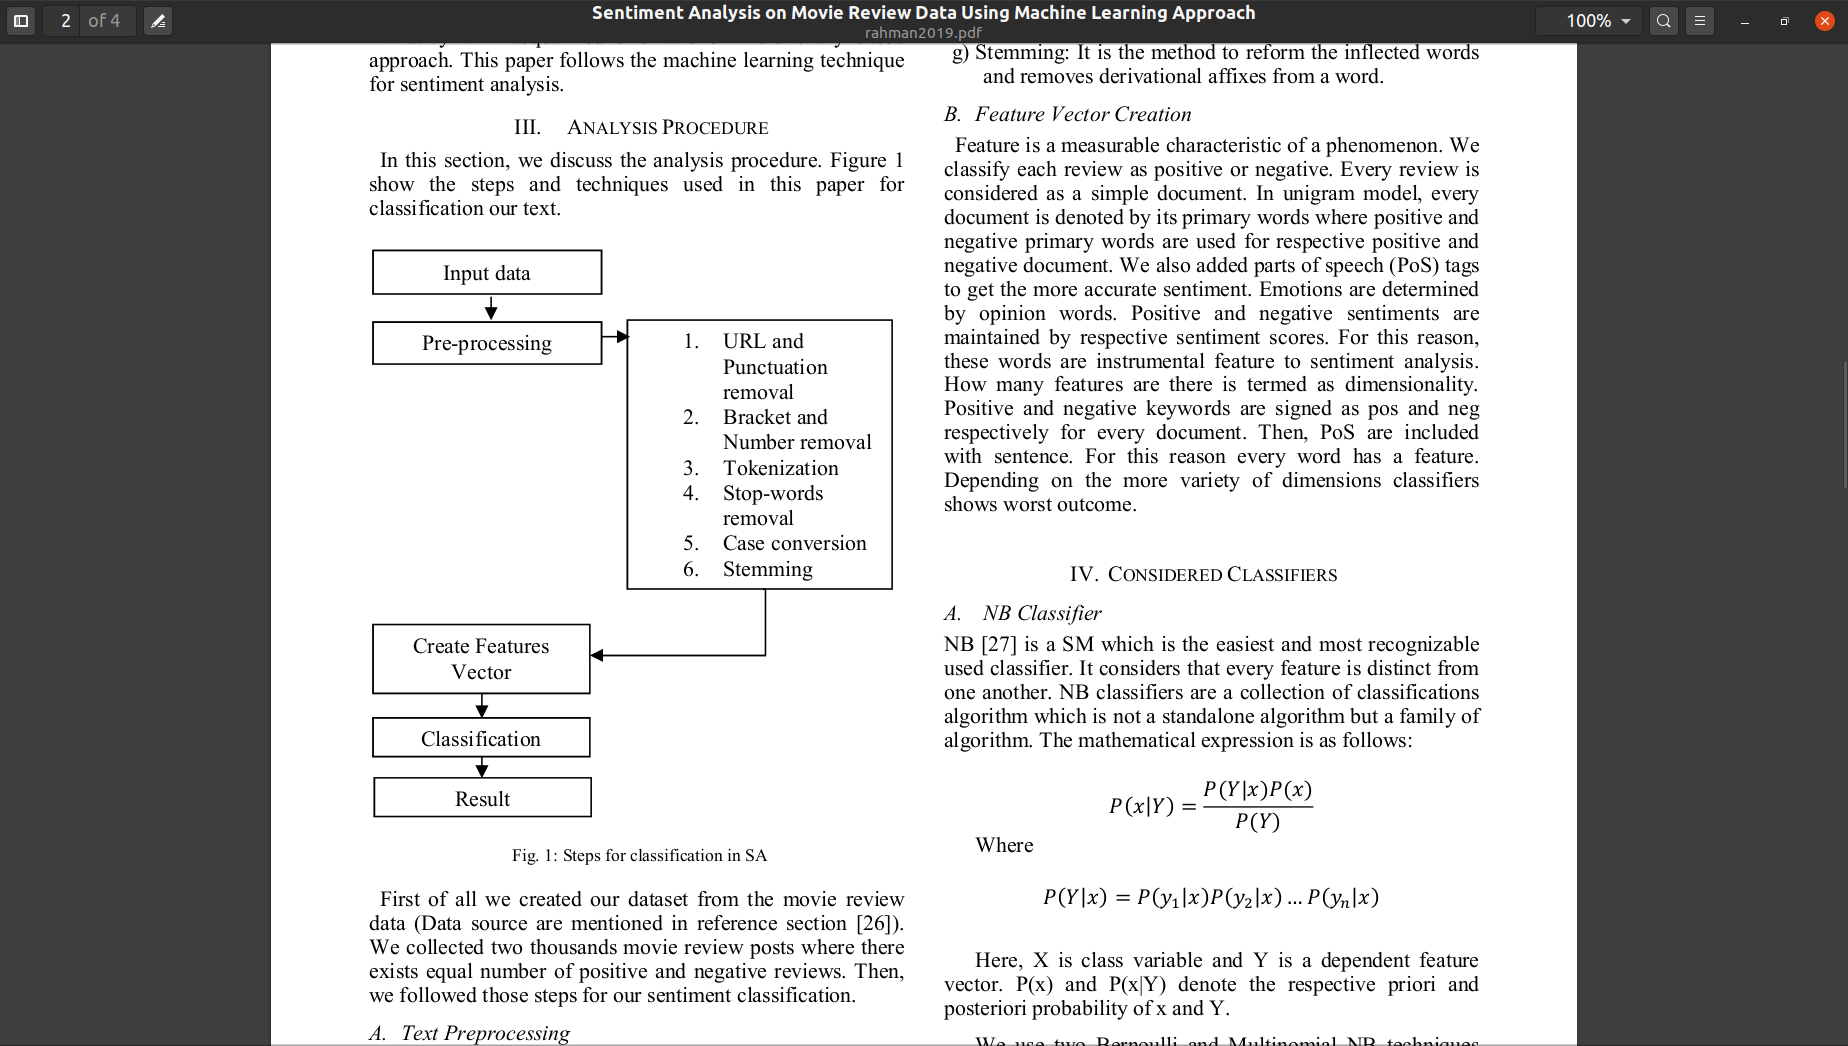 2 of 4
Sentiment Analysis on Movie Review Data Using Machine Learning Approach
rahman2019.pdf
100%
approach. This paper follows the machine learning technique
for sentiment analysis.
III. ANALYSIS PROCEDURE
In this section, we discuss the analysis procedure. Figure 1
show the steps and techniques used in this paper for
classification our text.
Input data
Pre-processing
1. URL and
Punctuation
removal
2. Bracket and
Number removal
3. Tokenization
4. Stop-words
removal
5. Case conversion
6. Stemming
Create Features
Vector
Classification
Result
Fig. 1: Steps for classification in SA
First of all we created our dataset from the movie review
data (Data source are mentioned in reference section [26]).
We collected two thousands movie review posts where there
exists equal number of positive and negative reviews. Then,
we followed those steps for our sentiment classification.
A. Text Preprocessing
g) Stemming: It is the method to reform the inflected words
and removes derivational affixes from a word.
B. Feature Vector Creation
Feature is a measurable characteristic of a phenomenon. We
classify each review as positive or negative. Every review is
considered as a simple document. In unigram model, every
document is denoted by its primary words where positive and
negative primary words are used for respective positive and
negative document. We also added parts of speech (PoS) tags
to get the more accurate sentiment. Emotions are determined
by opinion words. Positive and negative sentiments are
maintained by respective sentiment scores. For this reason,
these words are instrumental feature to sentiment analysis.
How many features are there is termed as dimensionality.
Positive and negative keywords are signed as pos and neg
respectively for every document. Then, PoS are included
with sentence. For this reason every word has a feature.
Depending on the more variety of dimensions classifiers
shows worst outcome.
IV. CONSIDERED CLASSIFIERS
A. NB Classifier
NB [27] is a SM which is the easiest and most recognizable
used classifier. It considers that every feature is distinct from
one another. NB classifiers are a collection of classifications
algorithm which is not a standalone algorithm but a family of
algorithm. The mathematical expression is as follows:
P(x|Y) = P(Y|x)P(x) / P(Y)
Where
P(Y|x) = P(y₁|x)P(y₂|x) … P(yₙ|x)
Here, X is class variable and Y is a dependent feature
vector. P(x) and P(x|Y) denote the respective priori and
posteriori probability of x and Y.
We use two Bernoulli and Multinomial NB techniques